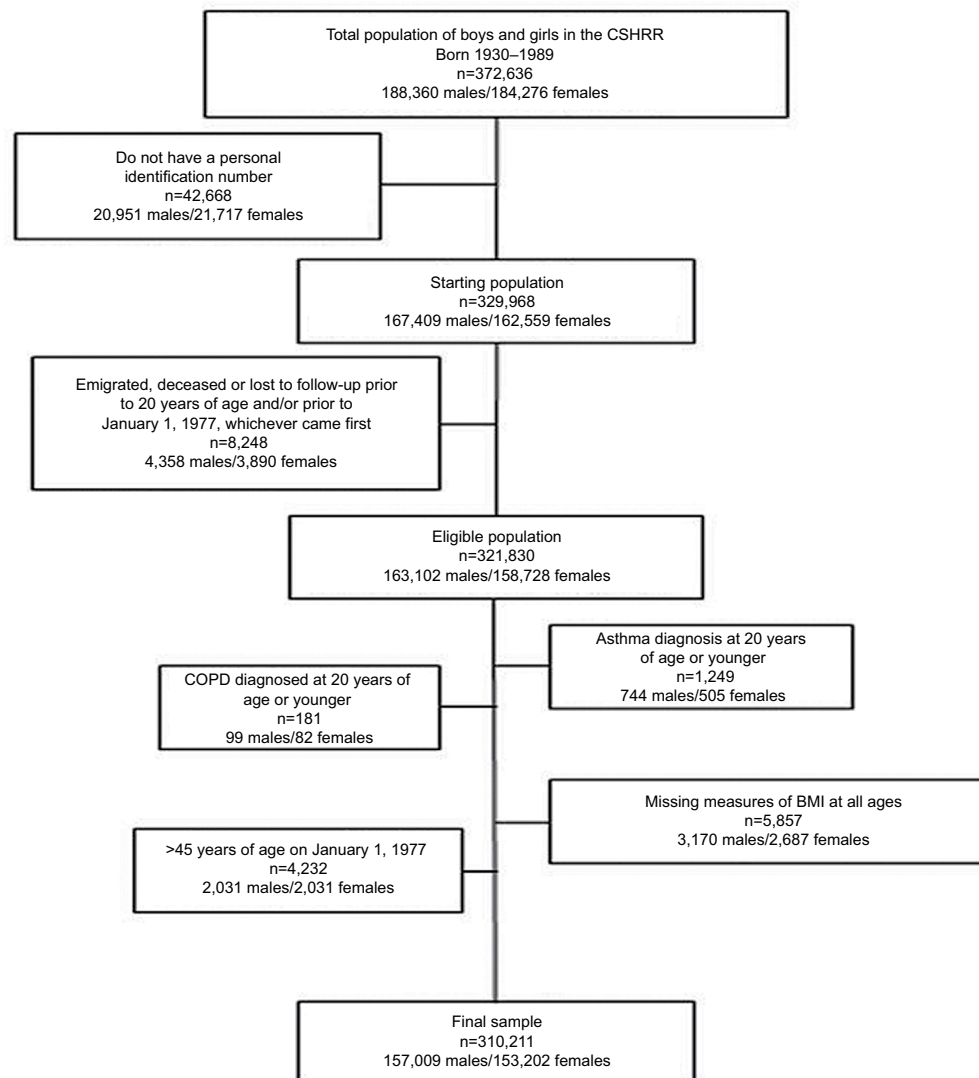 Total population of boys and girls in the CSHRR
Born 1930–1989
n=372,636
188,360 males/184,276 females
Do not have a personal
identification number
n=42,668
20,951 males/21,717 females
Starting population
n=329,968
167,409 males/162,559 females
Emigrated, deceased or lost to follow-up prior
to 20 years of age and/or prior to
January 1, 1977, whichever came first
n=8,248
4,358 males/3,890 females
Eligible population
n=321,830
163,102 males/158,728 females
Asthma diagnosis at 20 years
of age or younger
n=1,249
744 males/505 females
COPD diagnosed at 20 years of
age or younger
n=181
99 males/82 females
Missing measures of BMI at all ages
n=5,857
3,170 males/2,687 females
>45 years of age on January 1, 1977
n=4,232
2,031 males/2,031 females
Final sample
n=310,211
157,009 males/153,202 females